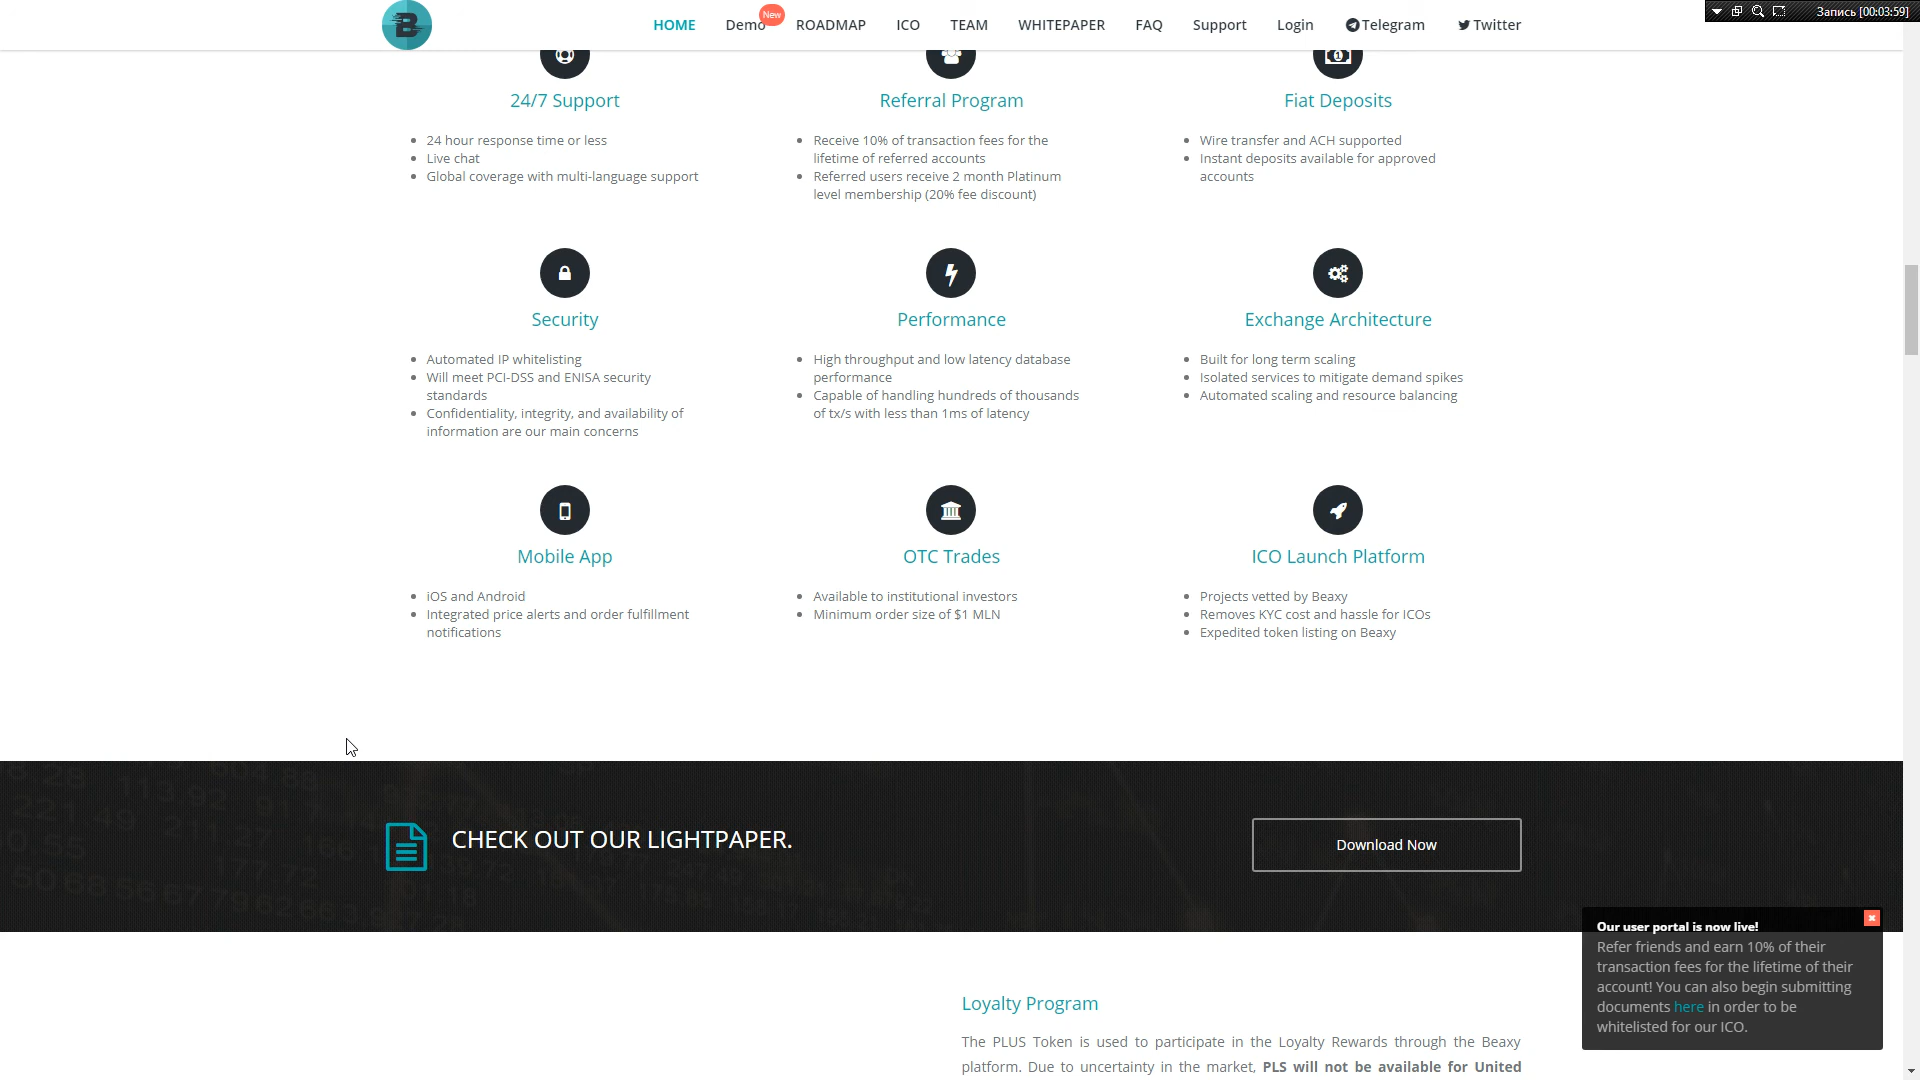 HOME Demo New ROADMAP ICO TEAM WHITEPAPER FAQ Support Login Telegram Twitter
Запись [00:03:59]
24/7 Support
24 hour response time or less
Live chat
Global coverage with multi-language support
Referral Program
Receive 10% of transaction fees for the
lifetime of referred accounts
Referred users receive 2 month Platinum
level membership (20% fee discount)
Fiat Deposits
Wire transfer and ACH supported
Instant deposits available for approved
accounts
Security
Automated IP whitelisting
Will meet PCI-DSS and ENISA security
standards
Confidentiality, integrity, and availability of
information are our main concerns
Performance
High throughput and low latency database
performance
Capable of handling hundreds of thousands
of tx/s with less than 1ms of latency
Exchange Architecture
Built for long term scaling
Isolated services to mitigate demand spikes
Automated scaling and resource balancing
Mobile App
iOS and Android
Integrated price alerts and order fulfillment
notifications
OTC Trades
Available to institutional investors
Minimum order size of $1 MLN
ICO Launch Platform
Projects vetted by Beaxy
Removes KYC cost and hassle for ICOs
Expedited token listing on Beaxy
CHECK OUT OUR LIGHTPAPER.
Download Now
Our user portal is now live!
Refer friends and earn 10% of their
transaction fees for the lifetime of their
account! You can also begin submitting
documents here in order to be
whitelisted for our ICO.
Loyalty Program
The PLUS Token is used to participate in the Loyalty Rewards through the Beaxy
platform. Due to uncertainty in the market, PLS will not be available for United